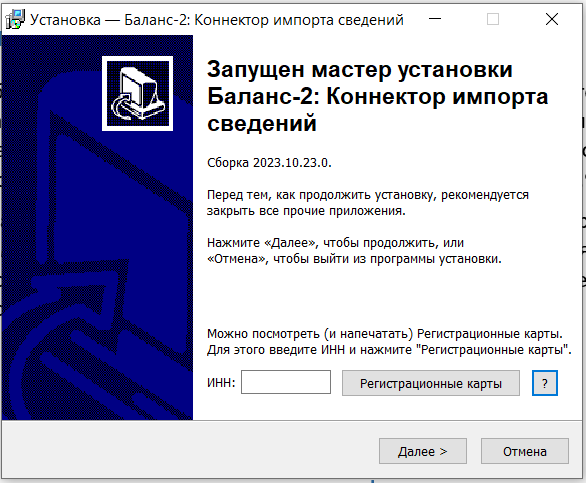 Установка — Баланс-2: Коннектор импорта сведений
Запущен мастер установки
Баланс-2: Коннектор импорта
сведений
Сборка 2023.10.23.0.
Перед тем, как продолжить установку, рекомендуется
закрыть все прочие приложения.
Нажмите «Далее», чтобы продолжить, или
«Отмена», чтобы выйти из программы установки.
Можно посмотреть (и напечатать) Регистрационные карты.
Для этого введите ИНН и нажмите "Регистрационные карты".
ИНН: Регистрационные карты ?
Далее > Отмена